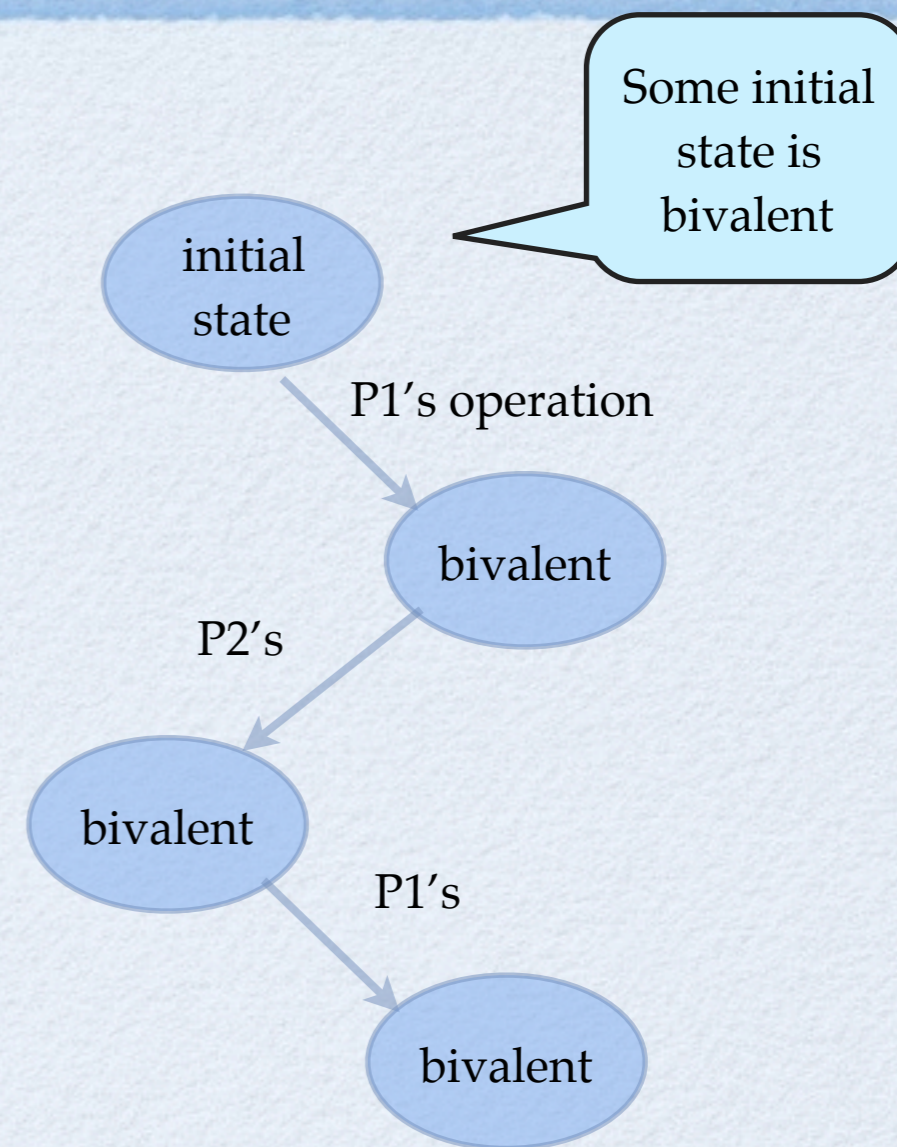 Some initial
state is
bivalent
initial
state
P1’s operation
bivalent
P2’s
bivalent
P1’s
bivalent